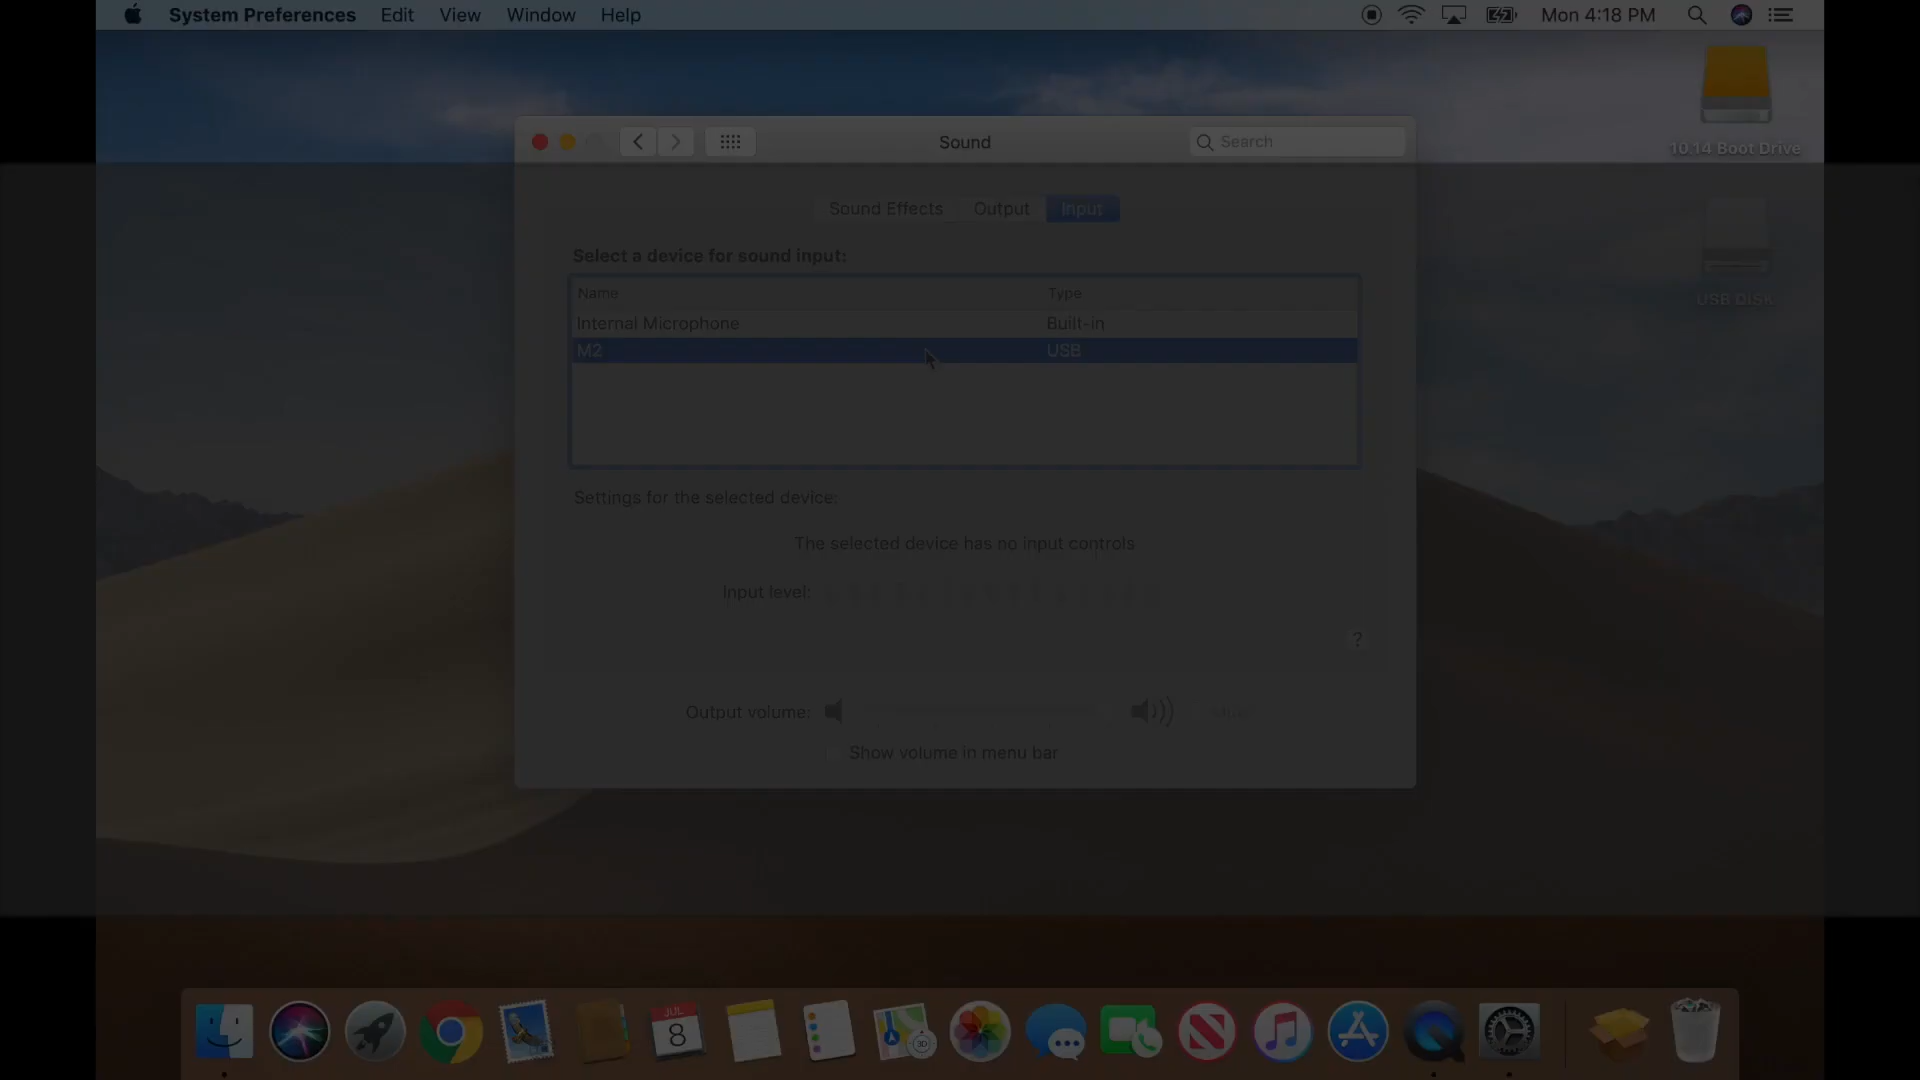 System Preferences Edit View Window Help Mon 4:18 PM
10.14 Boot Drive
Sound
Search
Sound Effects Output Input
Select a device for sound input:
Name Type
Internal Microphone Built-in
M2 USB
USB DISK
Settings for the selected device:
The selected device has no input controls
Input level:
?
Output volume: Mute
Show volume in menu bar
JUL
8
3D